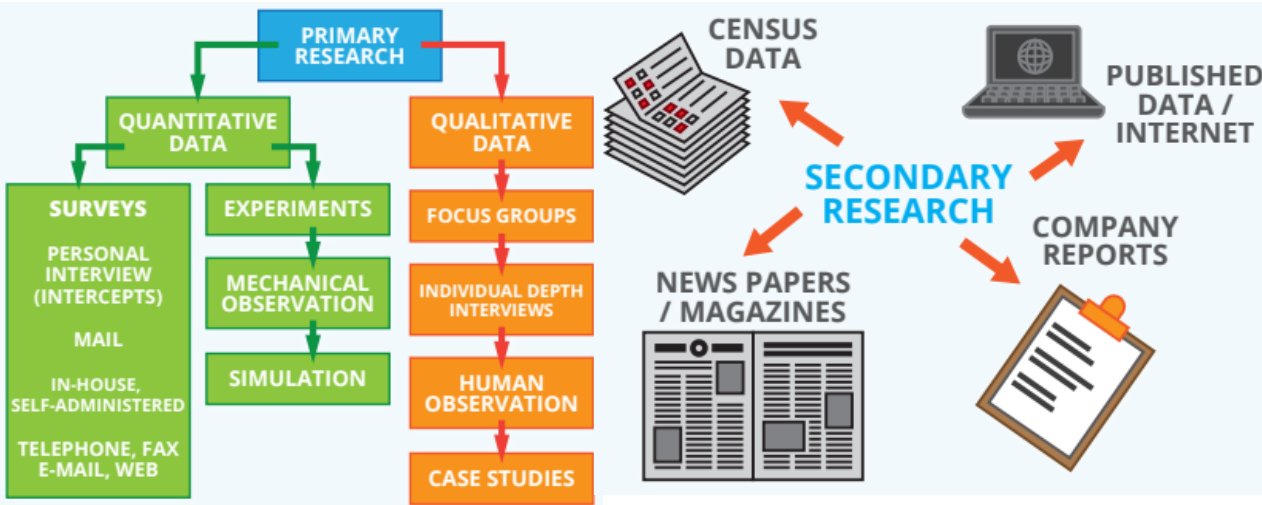 PRIMARY
RESEARCH
QUANTITATIVE
DATA
SURVEYS
PERSONAL
INTERVIEW
(INTERCEPTS)
MAIL
IN-HOUSE,
SELF-ADMINISTERED
TELEPHONE, FAX
E-MAIL, WEB
EXPERIMENTS
MECHANICAL
OBSERVATION
SIMULATION
QUALITATIVE
DATA
FOCUS GROUPS
INDIVIDUAL DEPTH
INTERVIEWS
HUMAN
OBSERVATION
CASE STUDIES
CENSUS
DATA
PUBLISHED
DATA /
INTERNET
SECONDARY
RESEARCH
NEWS PAPERS
/ MAGAZINES
COMPANY
REPORTS